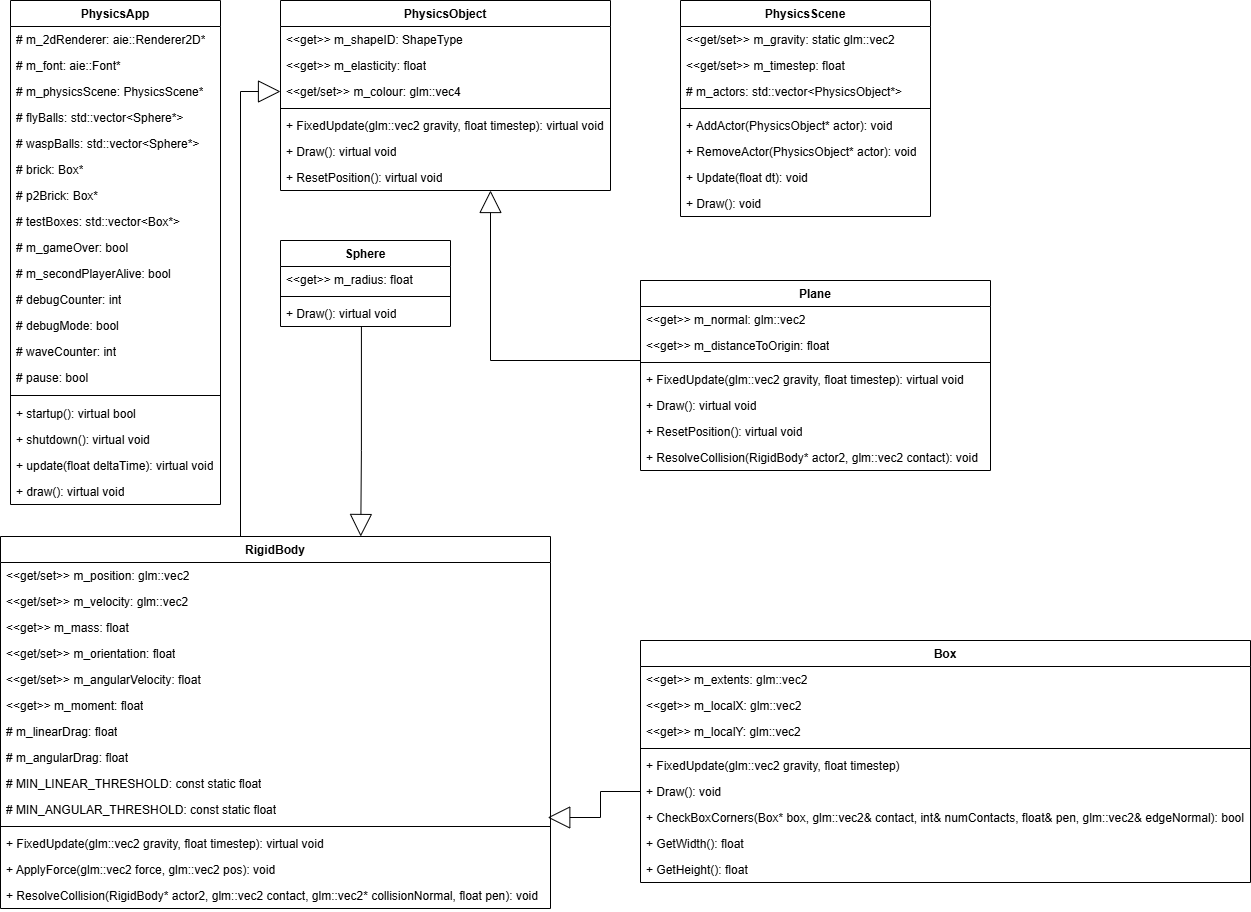 PhysicsApp
# m_2dRenderer: aie::Renderer2D*
# m_font: aie::Font*
# m_physicsScene: PhysicsScene*
# flyBalls: std::vector<Sphere*>
# waspBalls: std::vector<Sphere*>
# brick: Box*
# p2Brick: Box*
# testBoxes: std::vector<Box*>
# m_gameOver: bool
# m_secondPlayerAlive: bool
# debugCounter: int
# debugMode: bool
# waveCounter: int
# pause: bool
+ startup(): virtual bool
+ shutdown(): virtual void
+ update(float deltaTime): virtual void
+ draw(): virtual void
PhysicsObject
<<get>> m_shapeID: ShapeType
<<get>> m_elasticity: float
<<get/set>> m_colour: glm::vec4
+ FixedUpdate(glm::vec2 gravity, float timestep): virtual void
+ Draw(): virtual void
+ ResetPosition(): virtual void
PhysicsScene
<<get/set>> m_gravity: static glm::vec2
<<get/set>> m_timestep: float
# m_actors: std::vector<PhysicsObject*>
+ AddActor(PhysicsObject* actor): void
+ RemoveActor(PhysicsObject* actor): void
+ Update(float dt): void
+ Draw(): void
Sphere
<<get>> m_radius: float
+ Draw(): virtual void
Plane
<<get>> m_normal: glm::vec2
<<get>> m_distanceToOrigin: float
+ FixedUpdate(glm::vec2 gravity, float timestep): virtual void
+ Draw(): virtual void
+ ResetPosition(): virtual void
+ ResolveCollision(RigidBody* actor2, glm::vec2 contact): void
RigidBody
<<get/set>> m_position: glm::vec2
<<get/set>> m_velocity: glm::vec2
<<get>> m_mass: float
<<get/set>> m_orientation: float
<<get/set>> m_angularVelocity: float
<<get>> m_moment: float
# m_linearDrag: float
# m_angularDrag: float
# MIN_LINEAR_THRESHOLD: const static float
# MIN_ANGULAR_THRESHOLD: const static float
+ FixedUpdate(glm::vec2 gravity, float timestep): virtual void
+ ApplyForce(glm::vec2 force, glm::vec2 pos): void
+ ResolveCollision(RigidBody* actor2, glm::vec2 contact, glm::vec2* collisionNormal, float pen): void
Box
<<get>> m_extents: glm::vec2
<<get>> m_localX: glm::vec2
<<get>> m_localY: glm::vec2
+ FixedUpdate(glm::vec2 gravity, float timestep)
+ Draw(): void
+ CheckBoxCorners(Box* box, glm::vec2& contact, int& numContacts, float& pen, glm::vec2& edgeNormal): bool
+ GetWidth(): float
+ GetHeight(): float